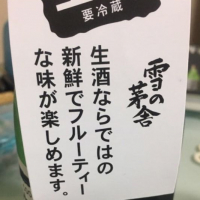 要冷蔵
雪の茅舎
生酒ならではの
新鮮でフルーティー
な味が楽しめます。